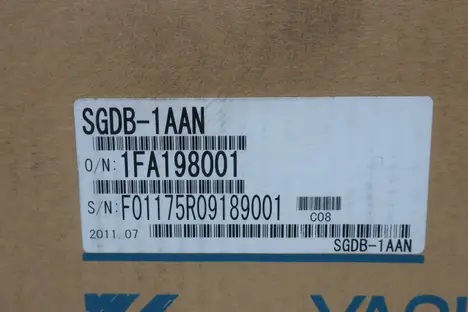 SGDB-1AAN
O/N: 1FA198001
S/N: F01175R09189001
C08
2011.07
SGDB-1AAN